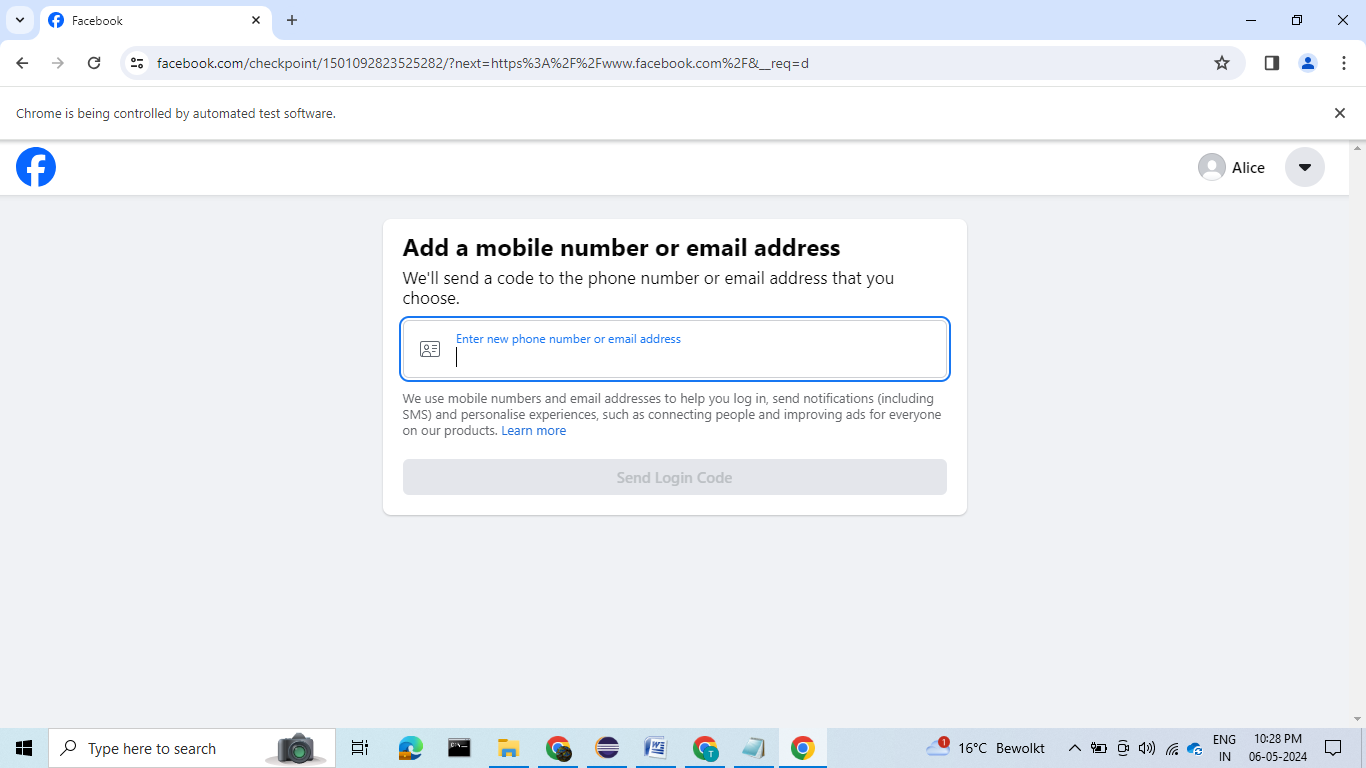 Facebook
facebook.com/checkpoint/1501092823525282/?next=https%3A%2F%2Fwww.facebook.com%2F&__req=d
Chrome is being controlled by automated test software.
Alice
Add a mobile number or email address
We'll send a code to the phone number or email address that you
choose.
Enter new phone number or email address
We use mobile numbers and email addresses to help you log in, send notifications (including
SMS) and personalise experiences, such as connecting people and improving ads for everyone
on our products. Learn more
Send Login Code
Type here to search
T
1
16°C Bewolkt
ENG
IN
10:28 PM
06-05-2024